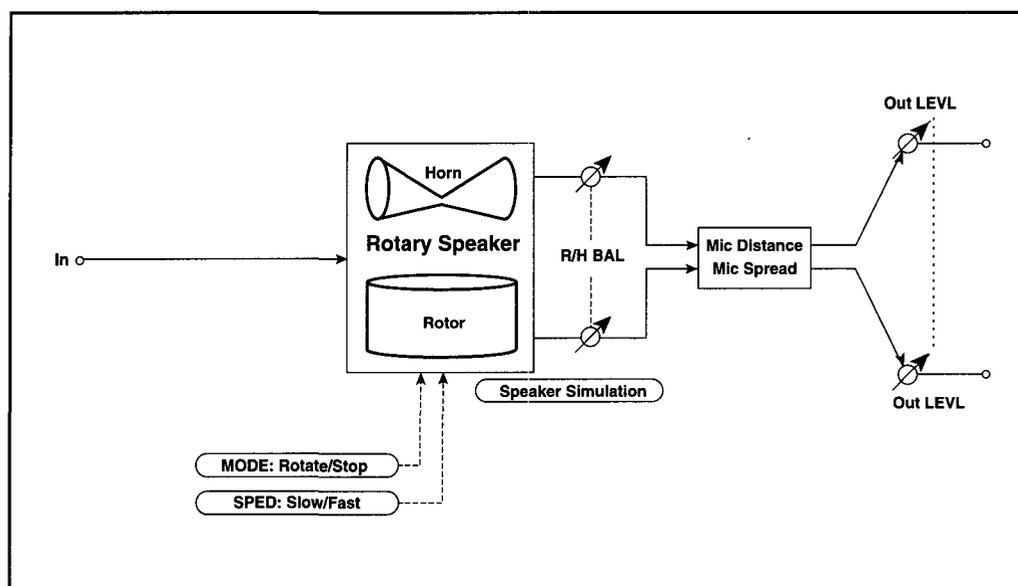 Out LEVL
Horn
Rotary Speaker
In
R/H BAL
Mic Distance
Mic Spread
Rotor
Speaker Simulation
Out LEVL
MODE: Rotate/Stop
SPED: Slow/Fast